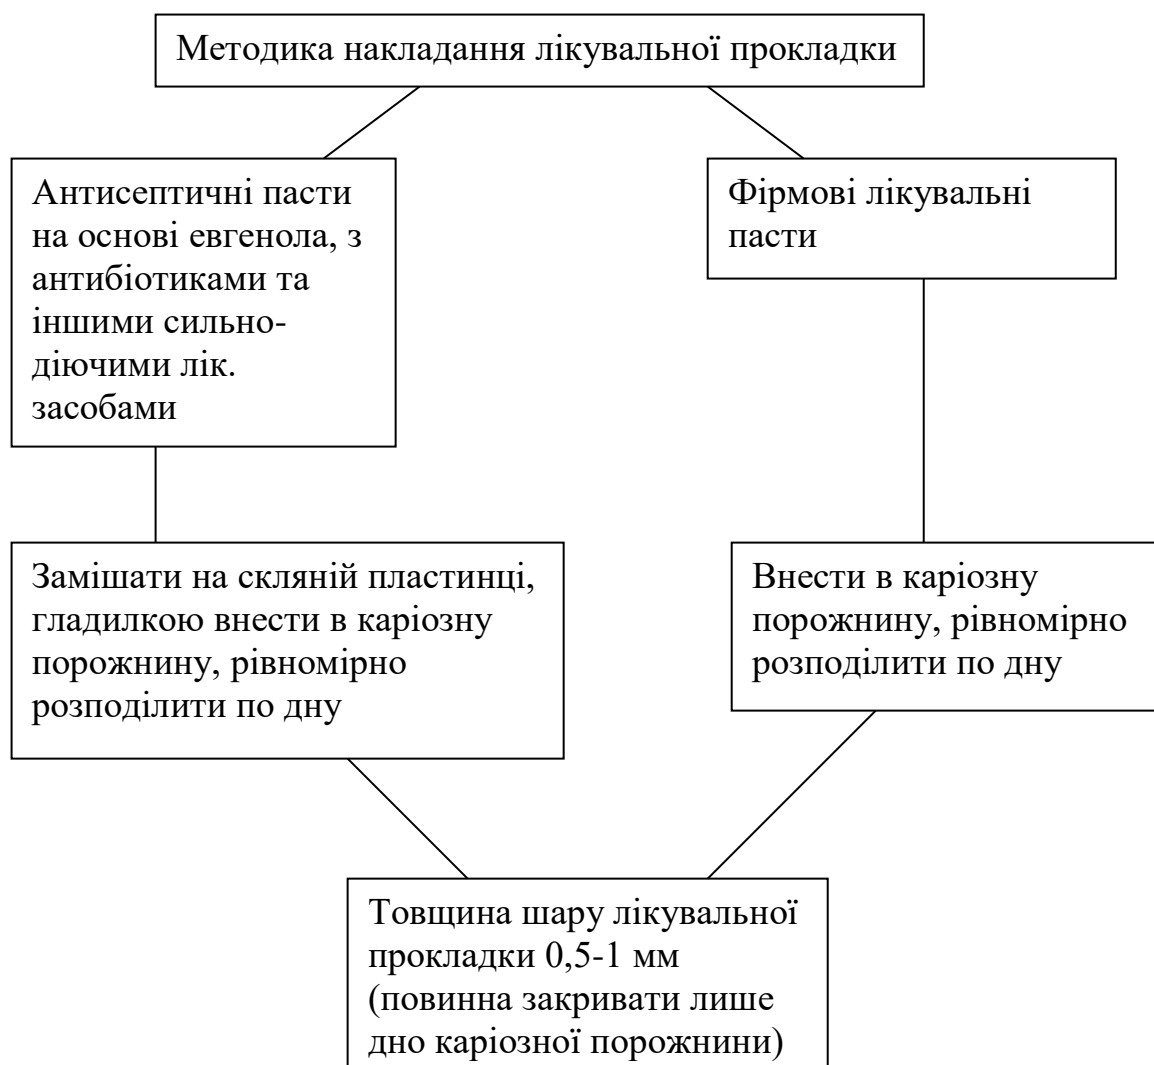 Методика накладання лікувальної прокладки
Антисептичні пасти
на основі евгенола, з
антибіотиками та
іншими сильно-
діючими лік.
засобами
Фірмові лікувальні
пасти
Замішати на скляній пластинці,
гладилкою внести в каріозну
порожнину, рівномірно
розподілити по дну
Внести в каріозну
порожнину, рівномірно
розподілити по дну
Товщина шару лікувальної
прокладки 0,5-1 мм
(повинна закривати лише
дно каріозної порожнини)